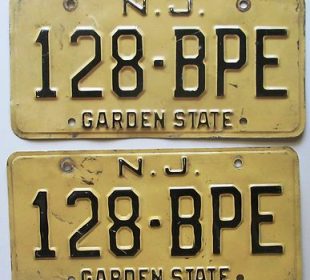 N.J.
128-BPE
GARDEN STATE
N.J.
128-BPE
GARDEN STATE